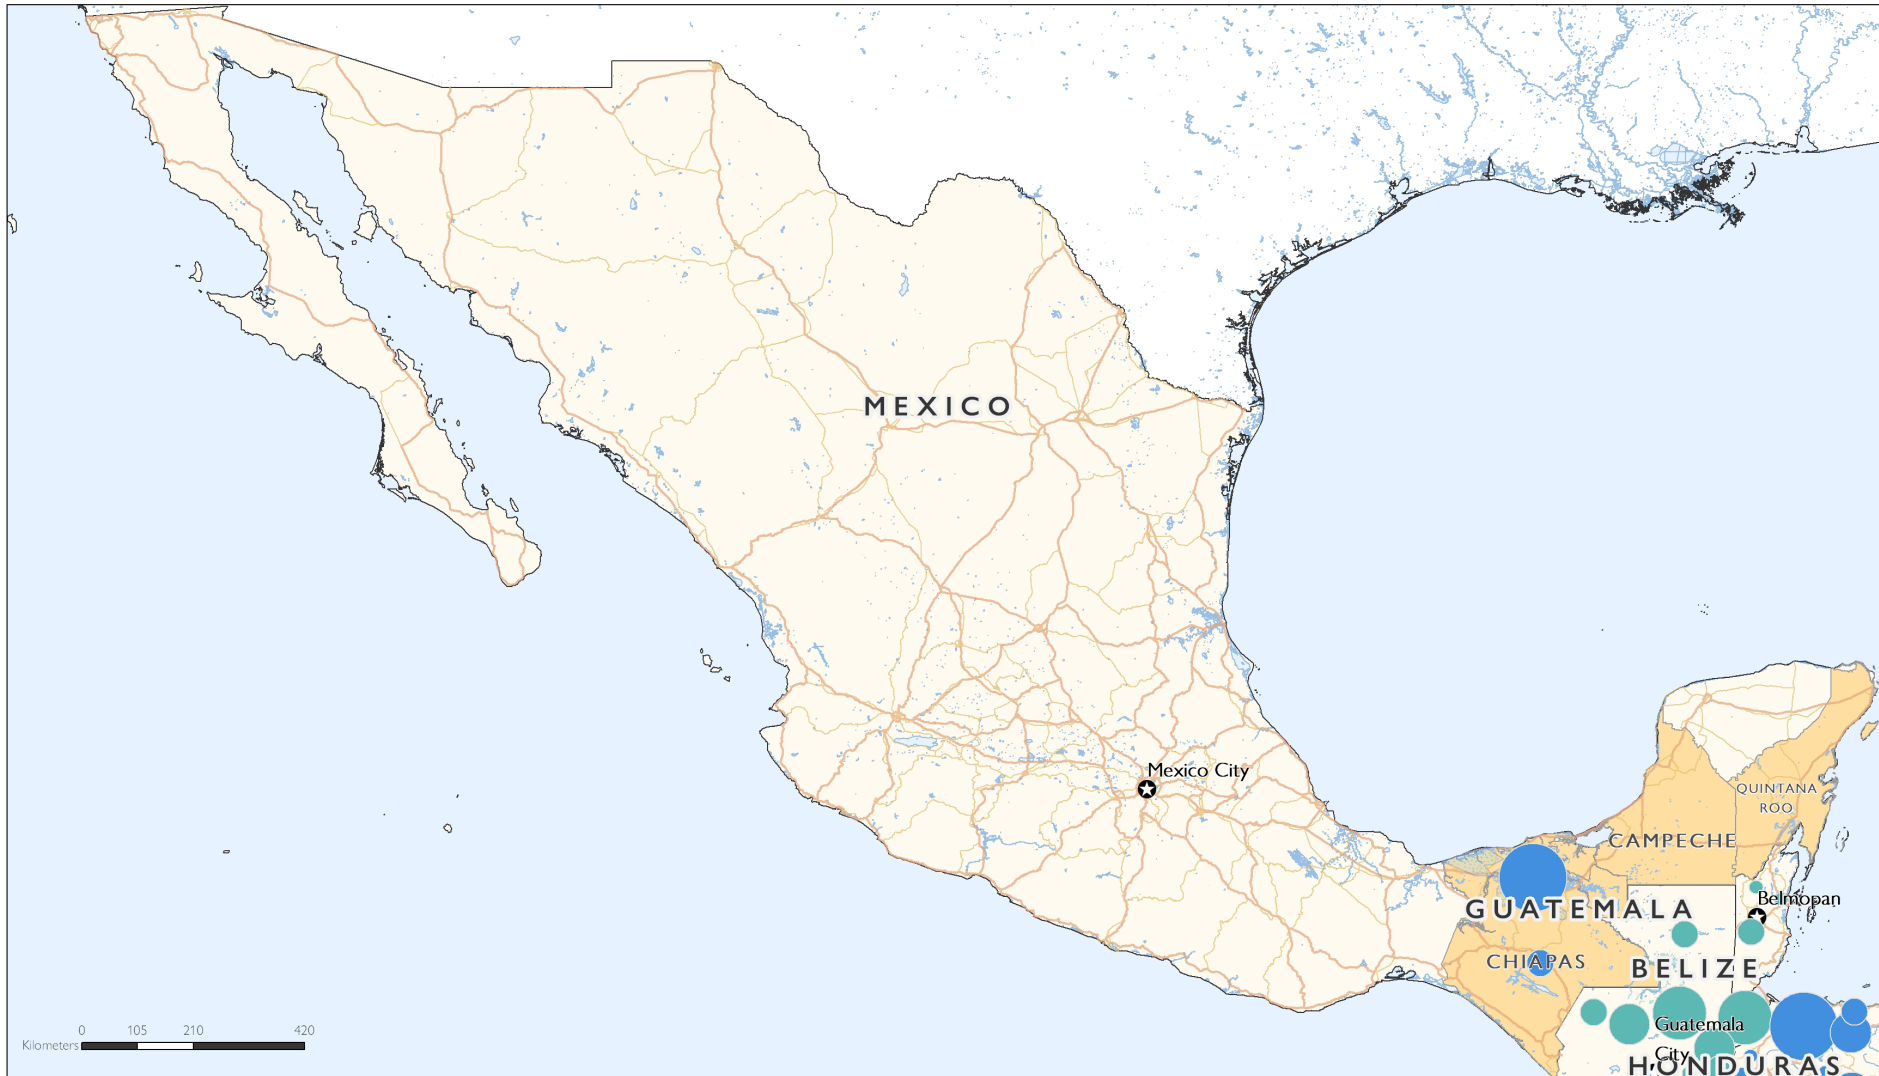 MEXICO
Mexico City
QUINTANA
ROO
CAMPECHE
Belmopan
GUATEMALA
CHIAPAS
BELIZE
Guatemala
City
HONDURAS
0 105 210 420
Kilometers